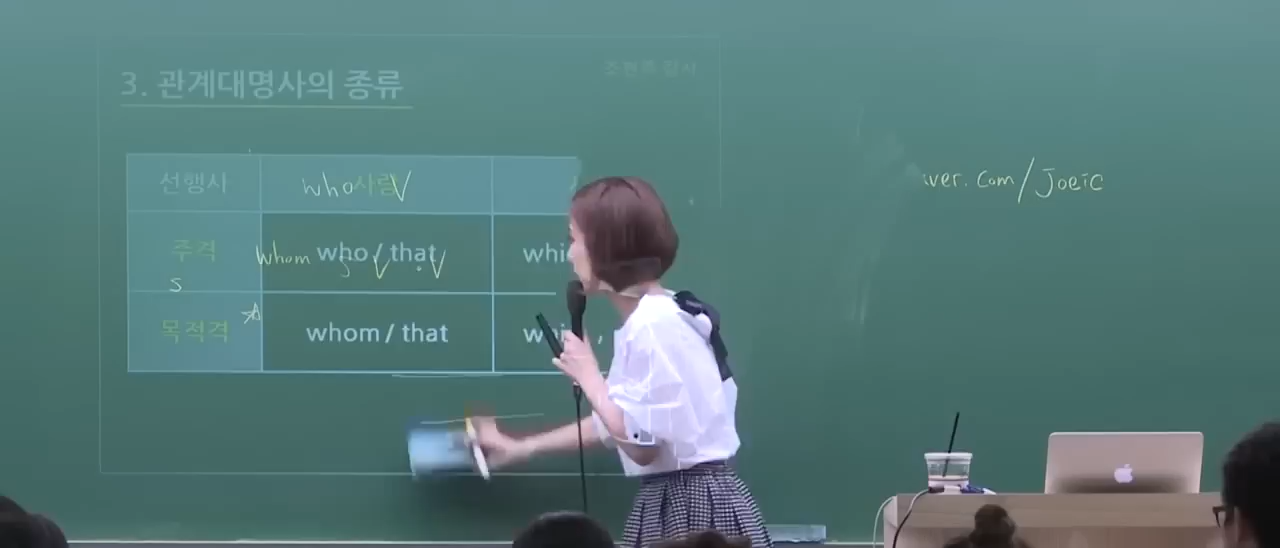 3. 관계대명사의 종류
선행사 who사람
주격 whom who / that
s s
목적격 whom / that
ver.com/Joeic